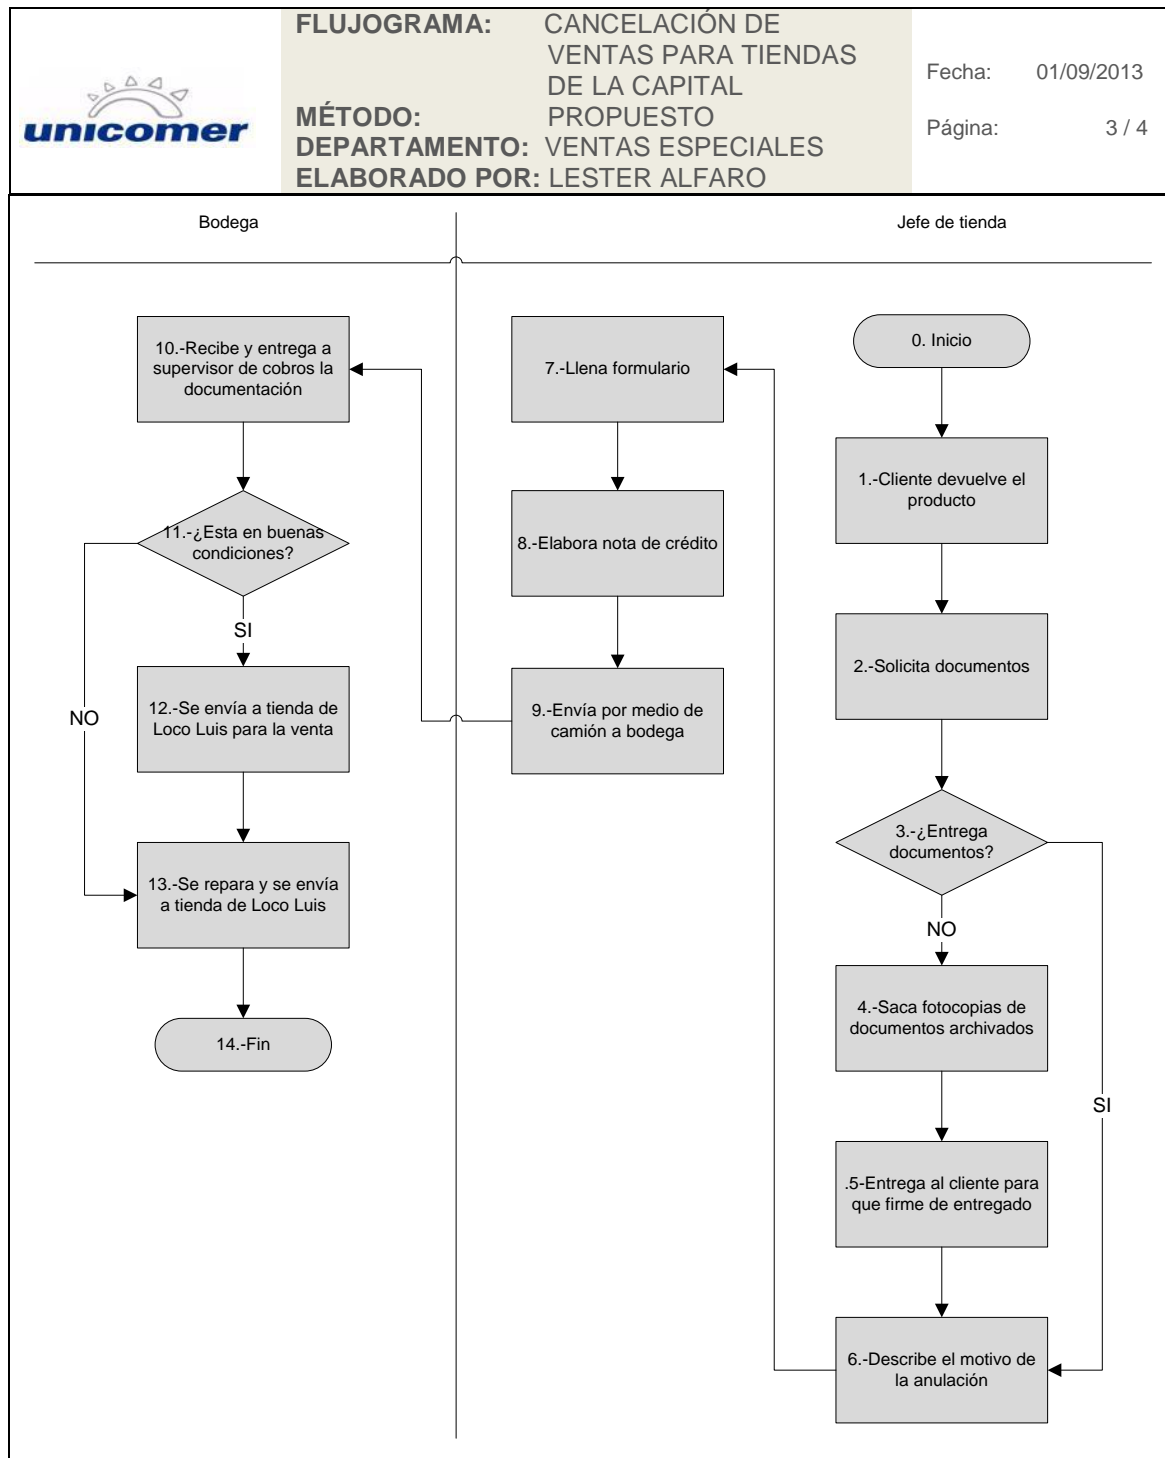 unicomer
FLUJOGRAMA: CANCELACIÓN DE
VENTAS PARA TIENDAS
DE LA CAPITAL
MÉTODO: PROPUESTO
DEPARTAMENTO: VENTAS ESPECIALES
ELABORADO POR: LESTER ALFARO
Fecha: 01/09/2013
Página: 3 / 4
Bodega
Jefe de tienda
0. Inicio
1.-Cliente devuelve el
producto
2.-Solicita documentos
3.-¿Entrega
documentos?
NO
SI
4.-Saca fotocopias de
documentos archivados
.5-Entrega al cliente para
que firme de entregado
6.-Describe el motivo de
la anulación
7.-Llena formulario
8.-Elabora nota de crédito
9.-Envía por medio de
camión a bodega
10.-Recibe y entrega a
supervisor de cobros la
documentación
11.-¿Esta en buenas
condiciones?
SI
NO
12.-Se envía a tienda de
Loco Luis para la venta
13.-Se repara y se envía
a tienda de Loco Luis
14.-Fin